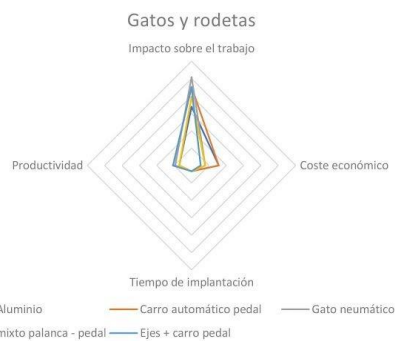 Gatos y rodetas
Impacto sobre el trabajo
Productividad
Coste económico
Tiempo de implantación
Aluminio
Carro automático pedal
Gato neumático
mixto palanca - pedal
Ejes + carro pedal